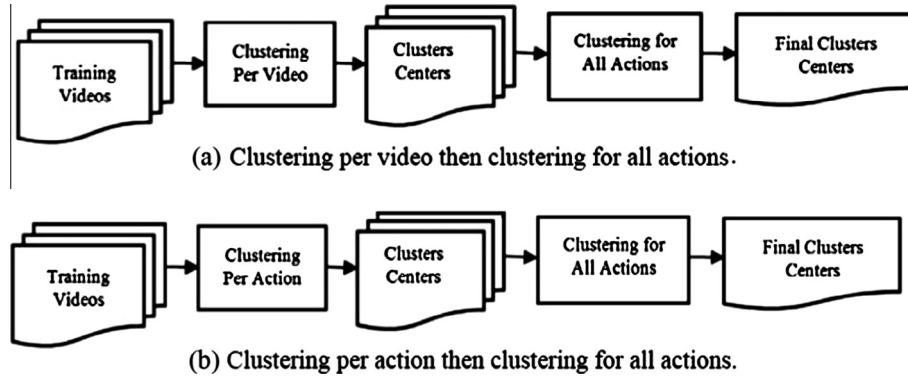 Training
Videos
Clustering
Per Video
Clusters
Centers
Clustering for
All Actions
Final Clusters
Centers
(a) Clustering per video then clustering for all actions.
Training
Videos
Clustering
Per Action
Clusters
Centers
Clustering for
All Actions
Final Clusters
Centers
(b) Clustering per action then clustering for all actions.